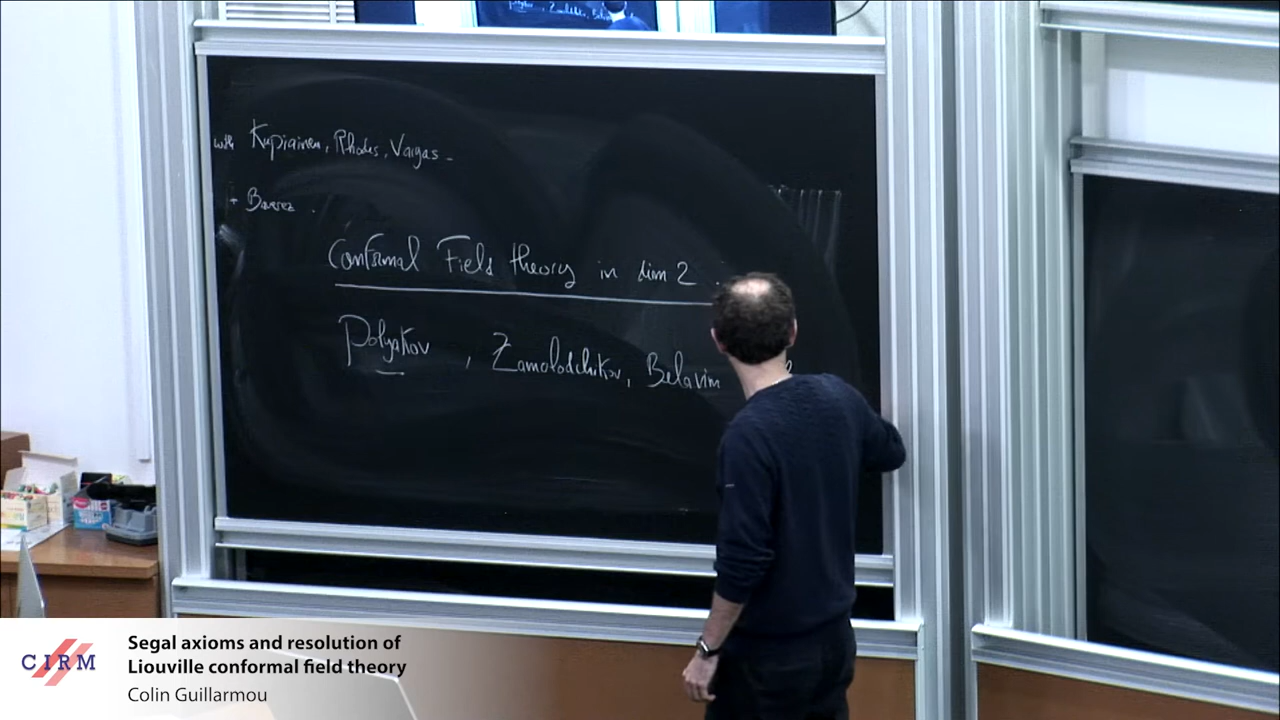 with Kupiainen, Rhodes, Vargas -
+ Baverez .
Conformal Field theory in dim 2 .
Polyakov , Zamolodchikov, Belavin
CIRM
Segal axioms and resolution of
Liouville conformal field theory
Colin Guillarmou